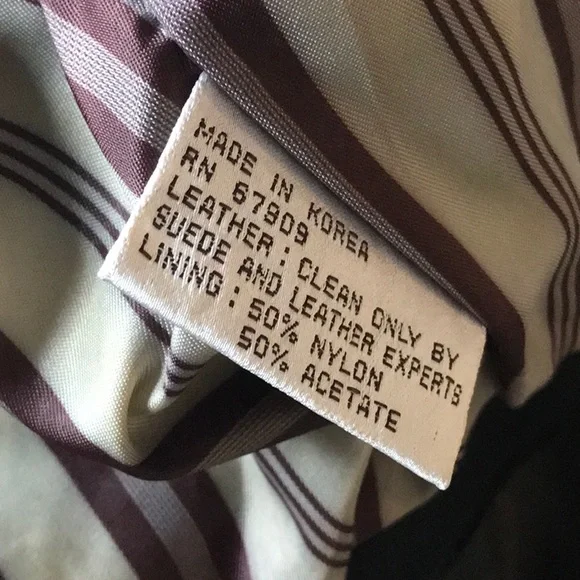 MADE IN KOREA
RN 67909
LEATHER: CLEAN ONLY BY
SUEDE AND LEATHER EXPERTS
LINING: 50% NYLON
50% ACETATE